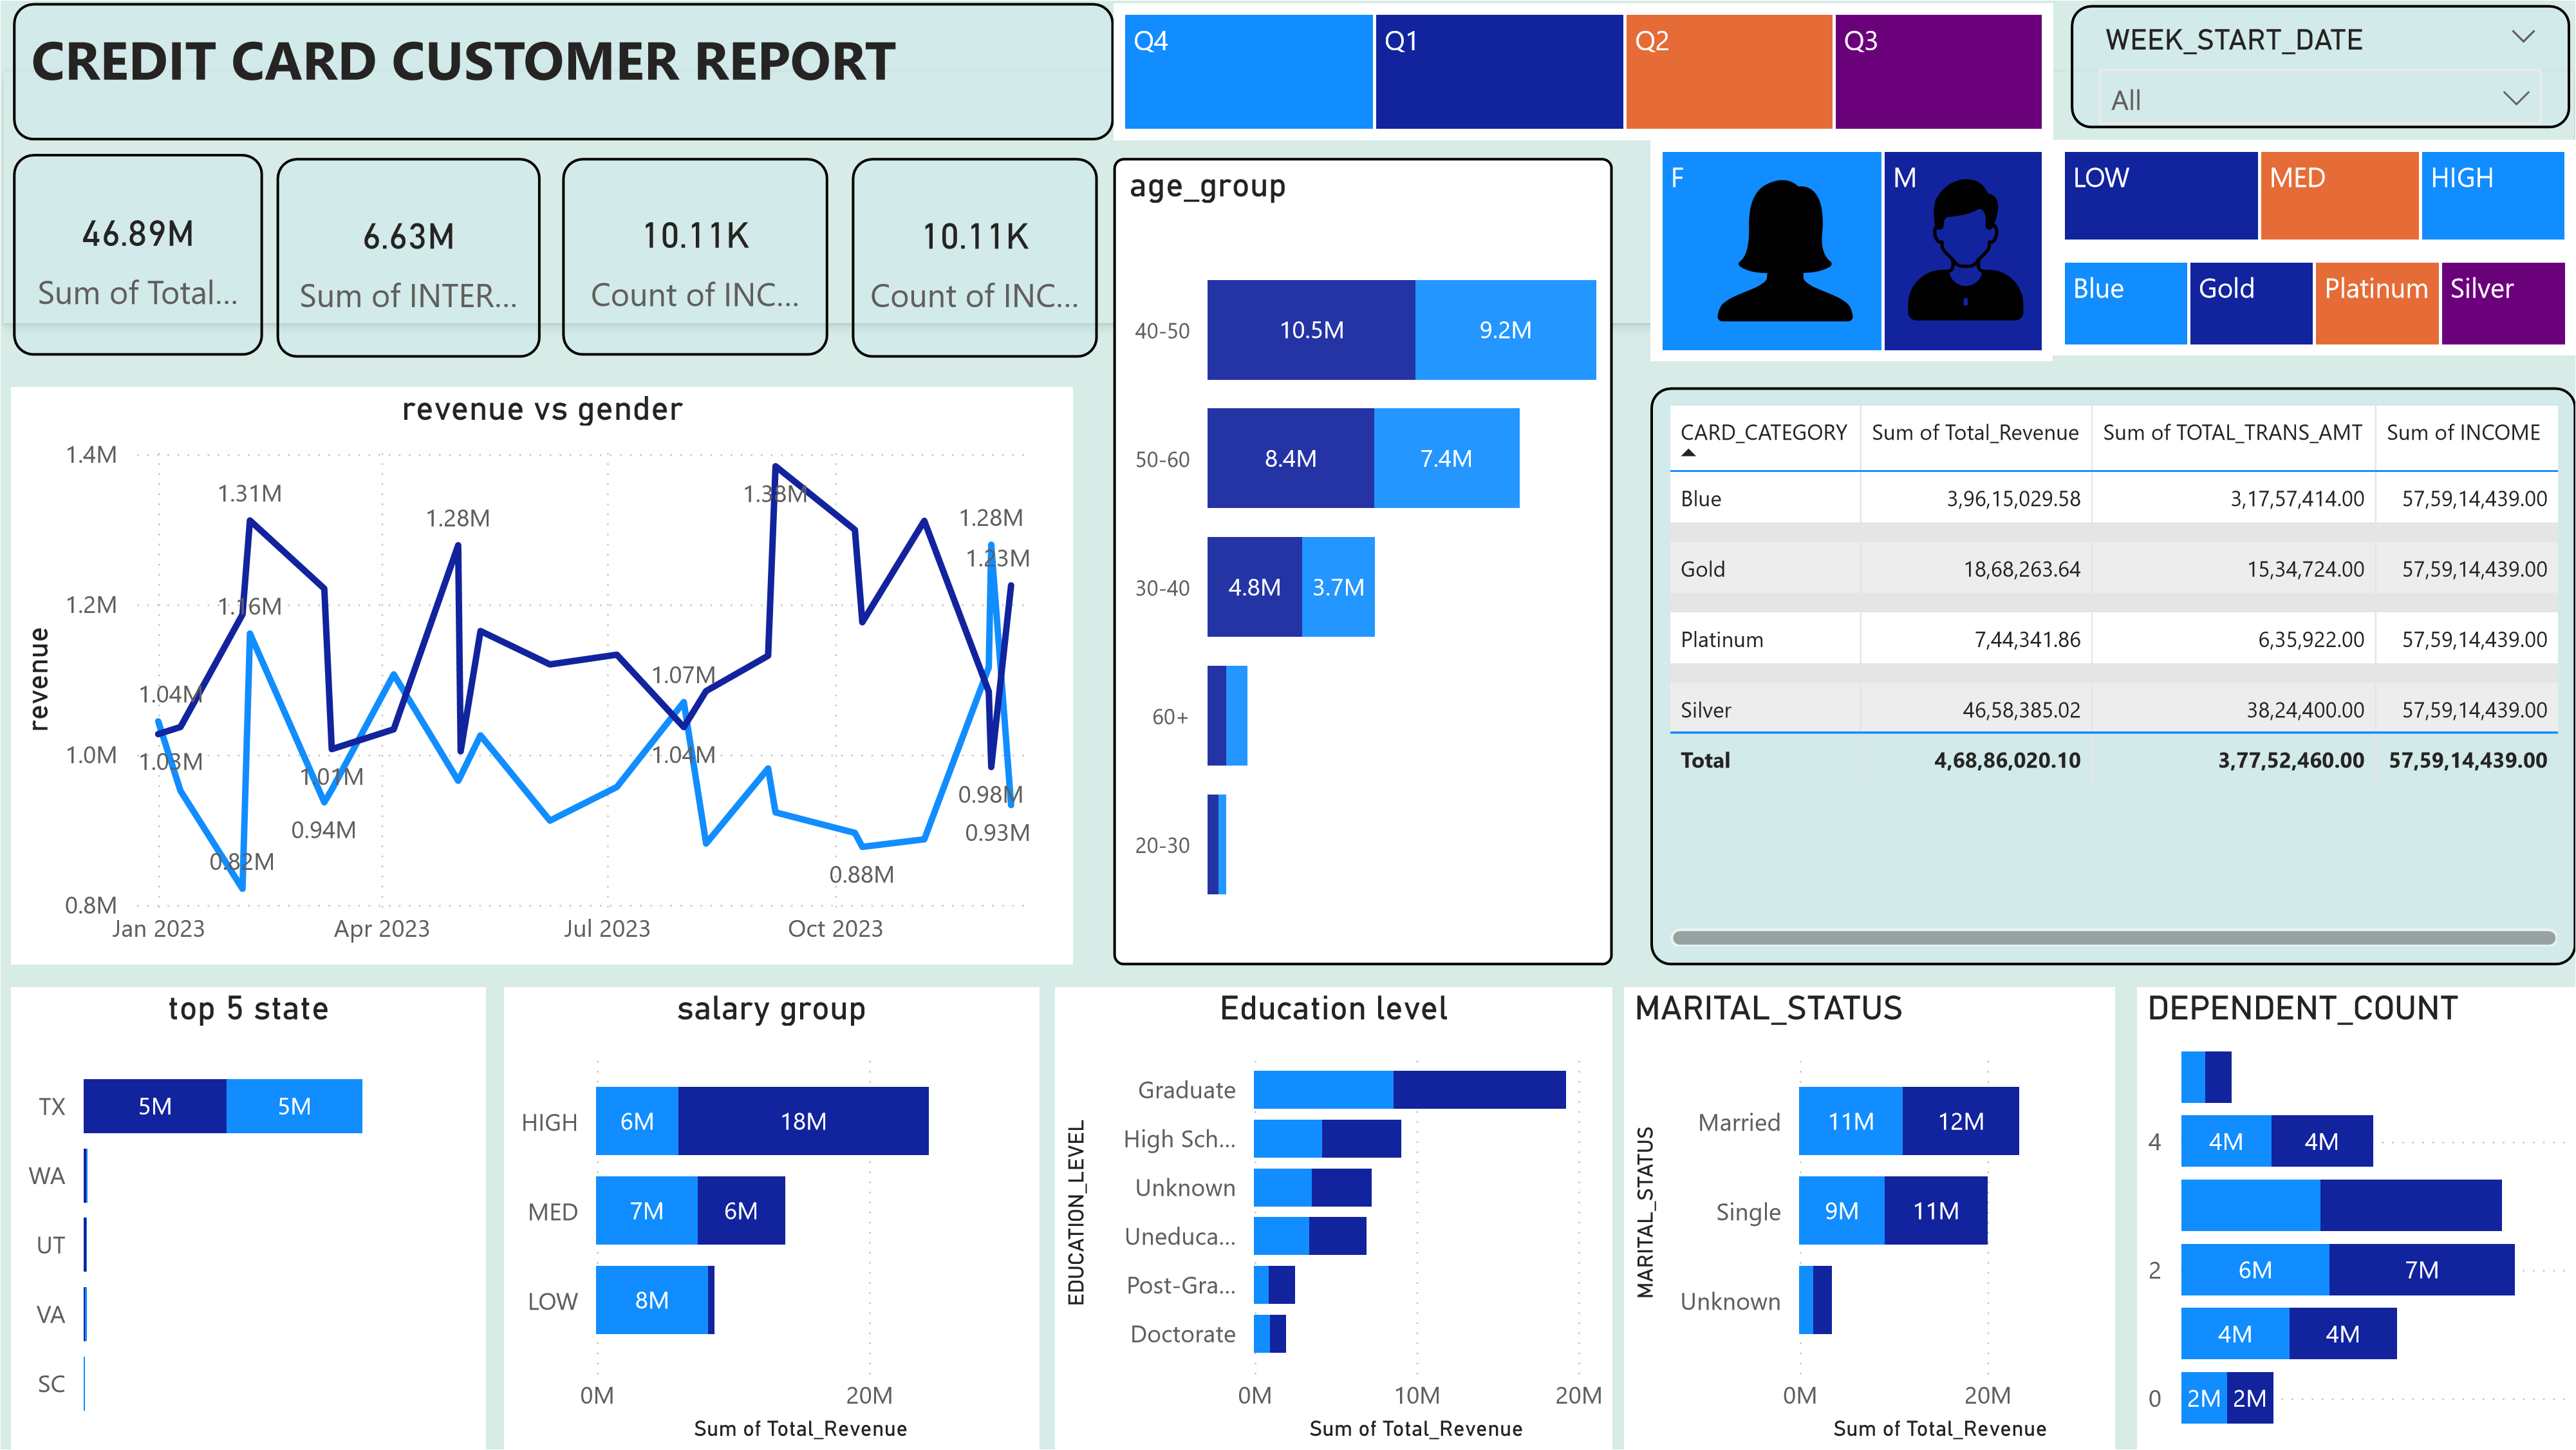 CREDIT CARD CUSTOMER REPORT
Q4 Q1 Q2 Q3
WEEK_START_DATE
All
46.89M
Sum of Total...
6.63M
Sum of INTER...
10.11K
Count of INC...
10.11K
Count of INC...
F M
LOW MED HIGH
Blue Gold Platinum Silver
revenue vs gender
revenue
1.4M
1.2M
1.0M
0.8M
1.31M
1.28M
1.38M
1.28M
1.23M
1.16M
1.04M
1.07M
1.03M
1.01M
1.04M
0.98M
0.94M
0.93M
0.82M
0.88M
Jan 2023 Apr 2023 Jul 2023 Oct 2023
age_group
40-50 10.5M 9.2M
50-60 8.4M 7.4M
30-40 4.8M 3.7M
60+
20-30
CARD_CATEGORY Sum of Total_Revenue Sum of TOTAL_TRANS_AMT Sum of INCOME
Blue 3,96,15,029.58 3,17,57,414.00 57,59,14,439.00
Gold 18,68,263.64 15,34,724.00 57,59,14,439.00
Platinum 7,44,341.86 6,35,922.00 57,59,14,439.00
Silver 46,58,385.02 38,24,400.00 57,59,14,439.00
Total 4,68,86,020.10 3,77,52,460.00 57,59,14,439.00
top 5 state
TX 5M 5M
WA
UT
VA
SC
salary group
HIGH 6M 18M
MED 7M 6M
LOW 8M
0M 20M
Sum of Total_Revenue
Education level
EDUCATION_LEVEL
Graduate
High Sch...
Unknown
Uneduca...
Post-Gra...
Doctorate
0M 10M 20M
Sum of Total_Revenue
MARITAL_STATUS
MARITAL_STATUS
Married 11M 12M
Single 9M 11M
Unknown
0M 20M
Sum of Total_Revenue
DEPENDENT_COUNT
4 4M 4M
2 6M 7M
4M 4M
0 2M 2M